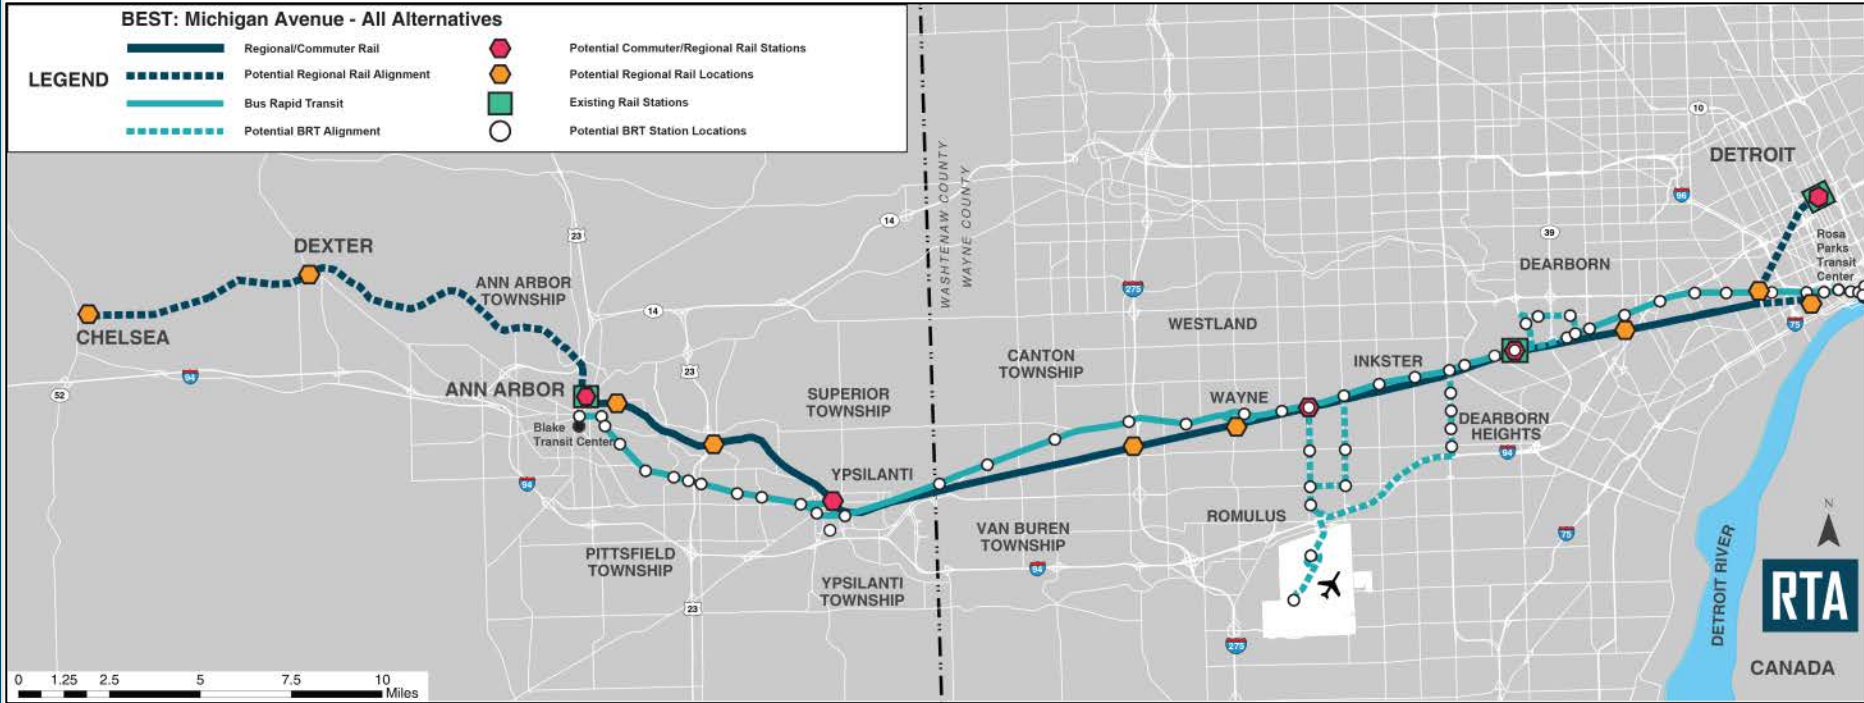 BEST: Michigan Avenue - All Alternatives
LEGEND
Regional/Commuter Rail
Potential Regional Rail Alignment
Bus Rapid Transit
Potential BRT Alignment
Potential Commuter/Regional Rail Stations
Potential Regional Rail Locations
Existing Rail Stations
Potential BRT Station Locations
WASHTENAW COUNTY
WAYNE COUNTY
10
DETROIT
96
14
23
39
Rosa
Parks
Transit
Center
DEXTER
DEARBORN
ANN ARBOR
TOWNSHIP
275
14
CHELSEA
WESTLAND
75
CANTON
TOWNSHIP
INKSTER
94
23
52
ANN ARBOR
SUPERIOR
TOWNSHIP
WAYNE
Blake
Transit Center
DEARBORN
HEIGHTS
94
YPSILANTI
94
N
ROMULUS
VAN BUREN
TOWNSHIP
75
PITTSFIELD
TOWNSHIP
94
YPSILANTI
TOWNSHIP
23
DETROIT RIVER
RTA
275
CANADA
0 1.25 2.5 5 7.5 10
Miles